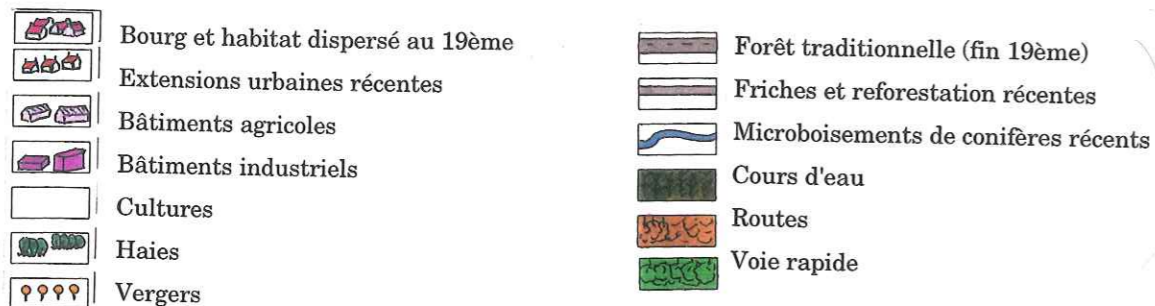 Bourg et habitat dispersé au 19ème
Extensions urbaines récentes
Bâtiments agricoles
Bâtiments industriels
Cultures
Haies
Vergers
Forêt traditionnelle (fin 19ème)
Friches et reforestation récentes
Microboisements de conifères récents
Cours d'eau
Routes
Voie rapide